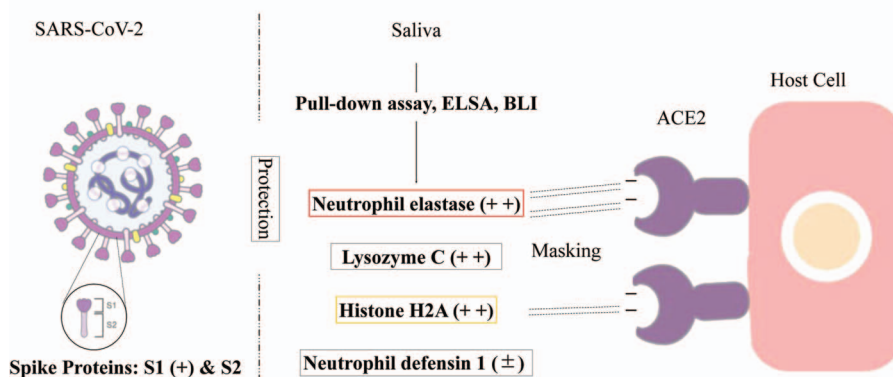 SARS-CoV-2
Saliva
Host Cell
Pull-down assay, ELSA, BLI
ACE2
Protection
Neutrophil elastase (+ +)
Lysozyme C (+ +)
Masking
Histone H2A (+ +)
S1
S2
Neutrophil defensin 1 (±)
Spike Proteins: S1 (+) & S2